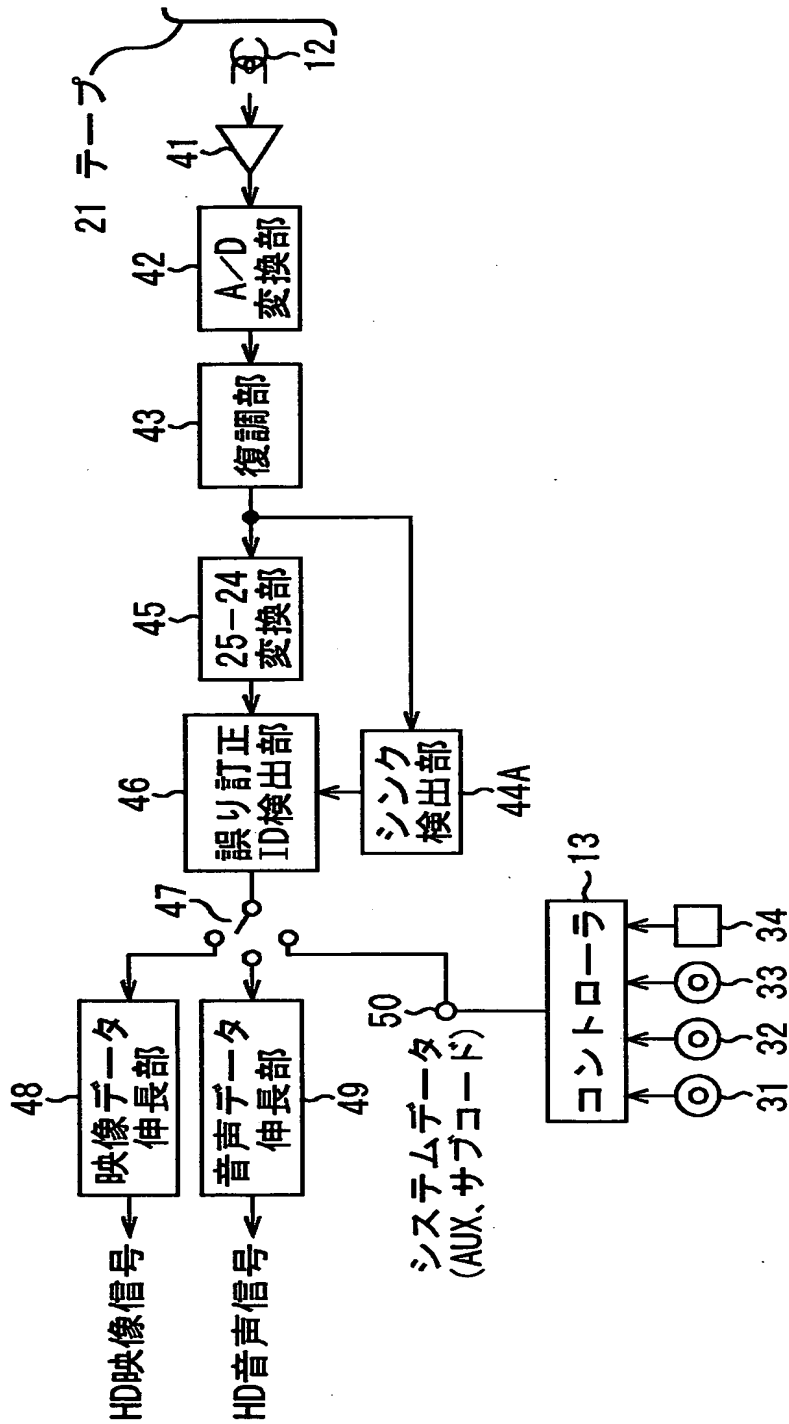 21 テープ
12
41
42
A/D
変換部
43
復調部
45
25-24
変換部
46
誤り訂正
ID検出部
シンク
検出部
44A
47
48
映像データ
伸長部
HD映像信号
音声データ
伸長部
49
HD音声信号
50
システムデータ
(AUX、サブコード)
コントローラ
13
31
32
33
34